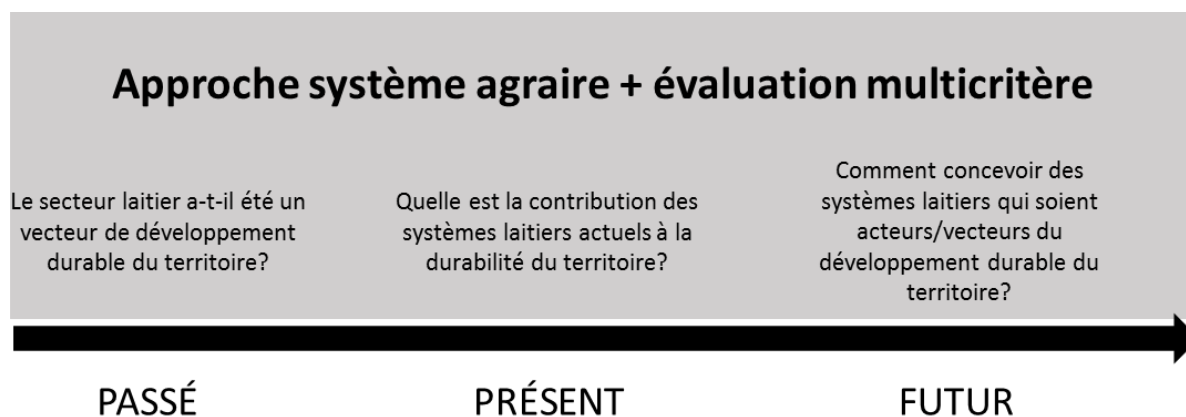 Approche système agraire + évaluation multicritère
Le secteur laitier a-t-il été un
vecteur de développement
durable du territoire?
Quelle est la contribution des
systèmes laitiers actuels à la
durabilité du territoire?
Comment concevoir des
systèmes laitiers qui soient
acteurs/vecteurs du
développement durable du
territoire?
PASSÉ
PRÉSENT
FUTUR